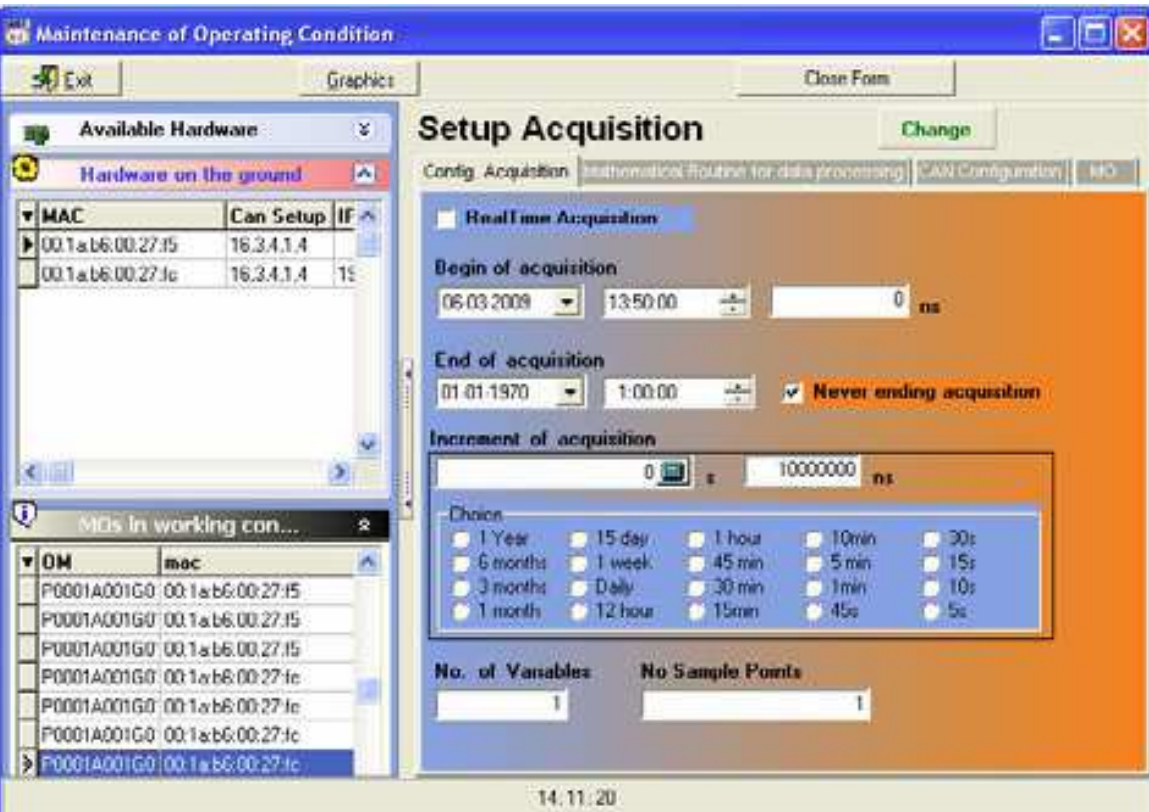 Maintenance of Operating Condition
Exit Graphics Close Form
Available Hardware
Hardware on the ground
MAC Can Setup IF
00:1a:b6:00:27:f5 16.3.4.1.4
00:1a:b6:00:27:fc 16.3.4.1.4 19
MOs in working con...
OM mac
P0001A001G0 00:1a:b6:00:27:f5
P0001A001G0 00:1a:b6:00:27:f5
P0001A001G0 00:1a:b6:00:27:f5
P0001A001G0 00:1a:b6:00:27:fc
P0001A001G0 00:1a:b6:00:27:fc
P0001A001G0 00:1a:b6:00:27:fc
P0001A001G0 00:1a:b6:00:27:fc
Setup Acquisition Change
Config. Acquisition Mathematical Routine for data processing CAN Configuration MO
RealTime Acquisition
Begin of acquisition
06-03-2009 13:50:00 0 ns
End of acquisition
01-01-1970 1:00:00 Never ending acquisition
Increment of acquisition
0 s 10000000 ns
Choice
1 Year 15 day 1 hour 10min 30s
6 months 1 week 45 min 5 min 15s
3 months Daily 30 min 1min 10s
1 month 12 hour 15min 45s 5s
No. of Variables No Sample Points
1 1
14:11:20